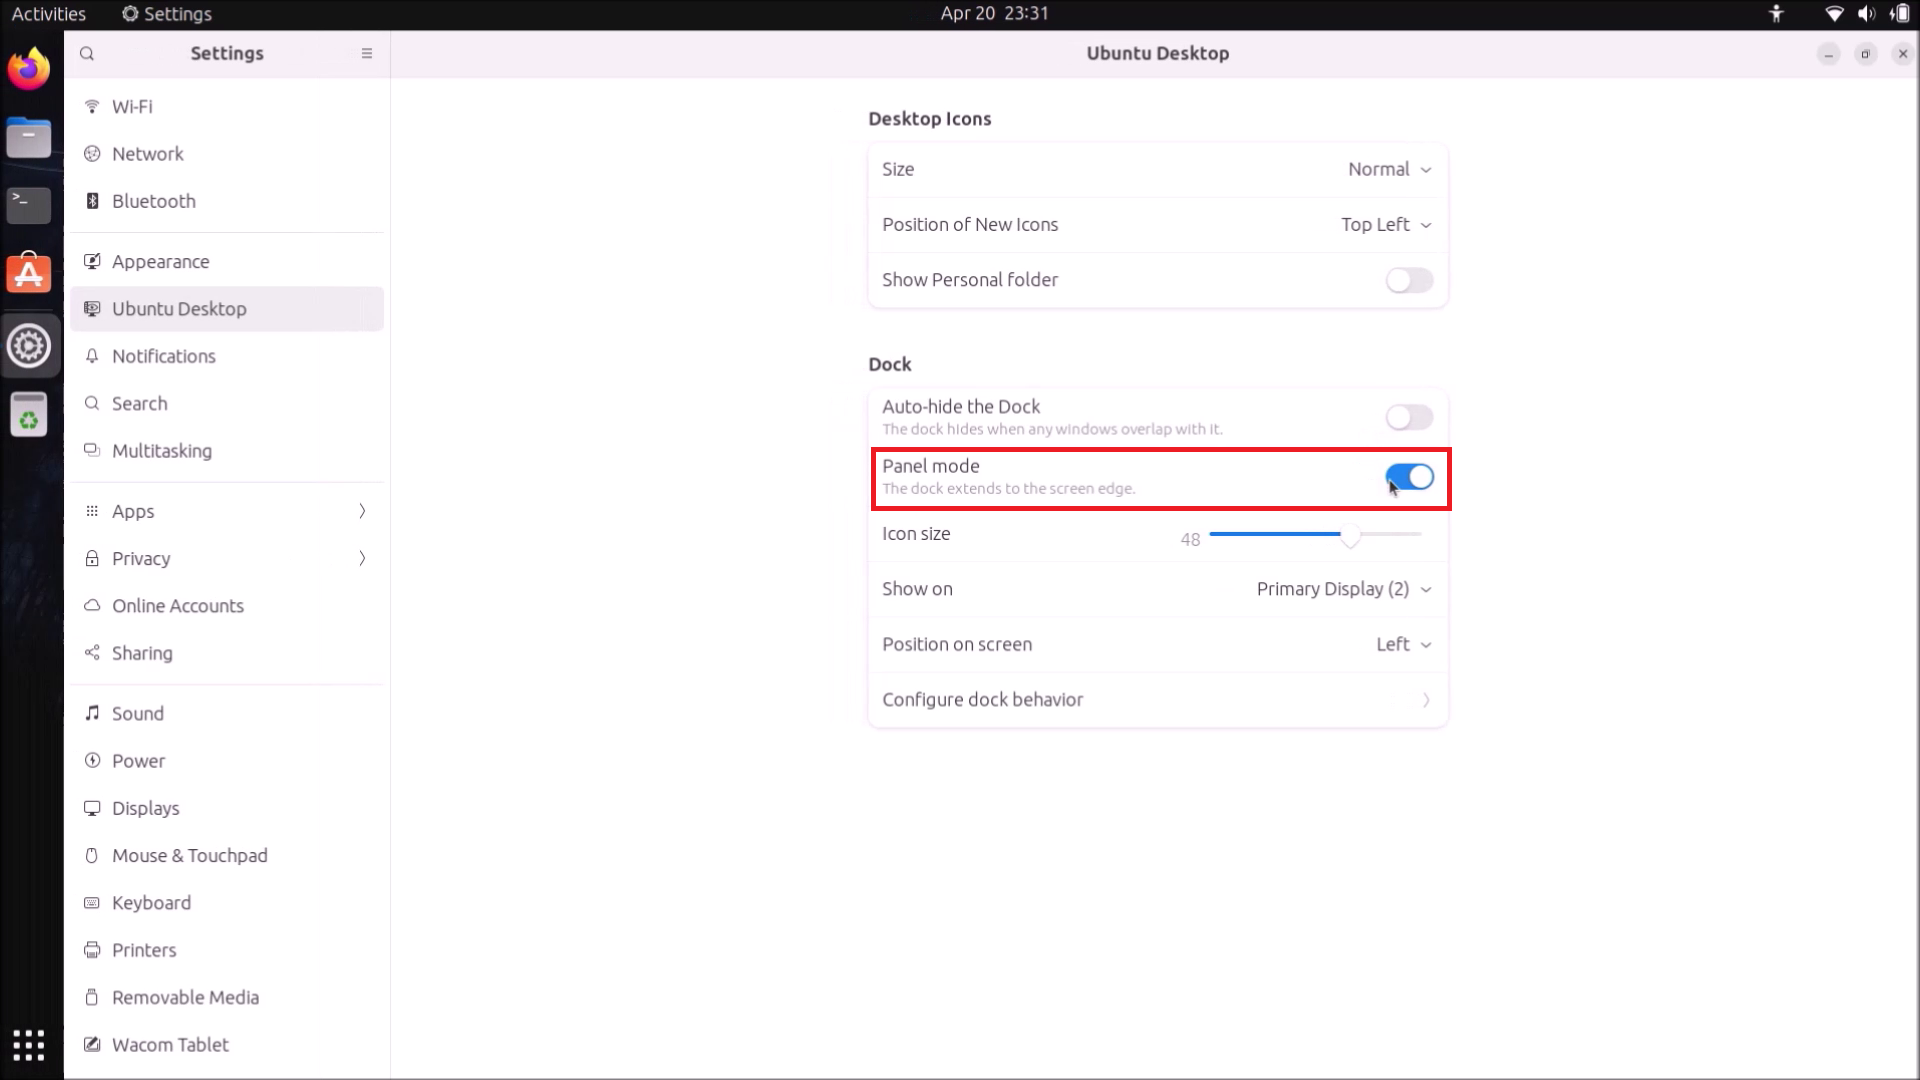 Activities
Settings
Apr 20 23:31
Settings
Ubuntu Desktop
Wi-Fi
Network
Bluetooth
Appearance
Ubuntu Desktop
Notifications
Search
Multitasking
Apps
Privacy
Online Accounts
Sharing
Sound
Power
Displays
Mouse & Touchpad
Keyboard
Printers
Removable Media
Wacom Tablet
Desktop Icons
Size Normal
Position of New Icons Top Left
Show Personal folder
Dock
Auto-hide the Dock
The dock hides when any windows overlap with it.
Panel mode
The dock extends to the screen edge.
Icon size 48
Show on Primary Display (2)
Position on screen Left
Configure dock behavior